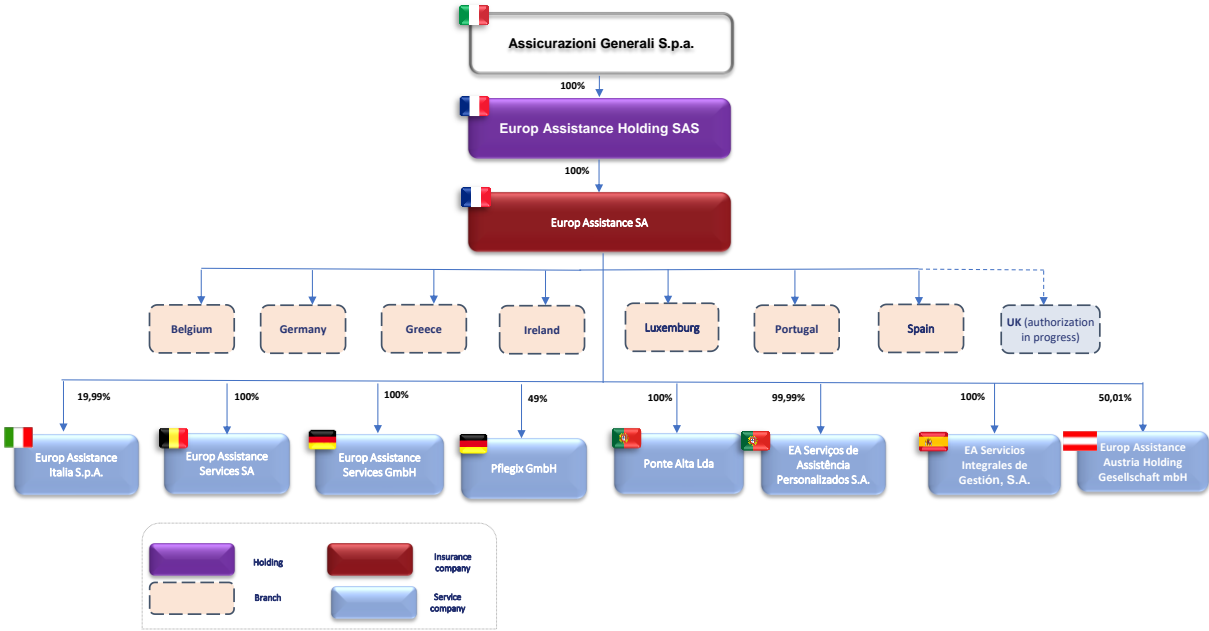 Assicurazioni Generali S.p.a.
100%
Europ Assistance Holding SAS
100%
Europ Assistance SA
Belgium
Germany
Greece
Ireland
Luxemburg
Portugal
Spain
UK (authorization
in progress)
19,99%
100%
100%
49%
100%
99,99%
100%
50,01%
Europ Assistance
Italia S.p.A.
Europ Assistance
Services SA
Europ Assistance
Services GmbH
Pflegix GmbH
Ponte Alta Lda
EA Serviços de
Assistência
Personalizados S.A.
EA Servicios
Integrales de
Gestión, S.A.
Europ Assistance
Austria Holding
Gesellschaft mbH
Holding
Insurance
company
Branch
Service
company